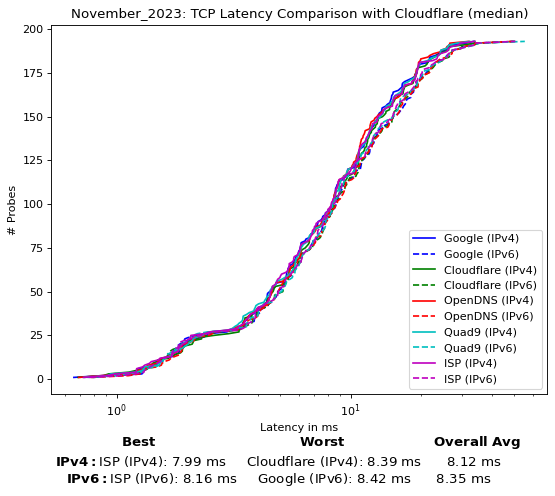 November_2023: TCP Latency Comparison with Cloudflare (median)
200
175
150
125
100
75
50
25
0
# Probes
Google (IPv4)
Google (IPv6)
Cloudflare (IPv4)
Cloudflare (IPv6)
OpenDNS (IPv4)
OpenDNS (IPv6)
Quad9 (IPv4)
Quad9 (IPv6)
ISP (IPv4)
ISP (IPv6)
10⁰ 10¹
Latency in ms
Best Worst Overall Avg
IPv4: ISP (IPv4): 7.99 ms Cloudflare (IPv4): 8.39 ms 8.12 ms
IPv6: ISP (IPv6): 8.16 ms Google (IPv6): 8.42 ms 8.35 ms